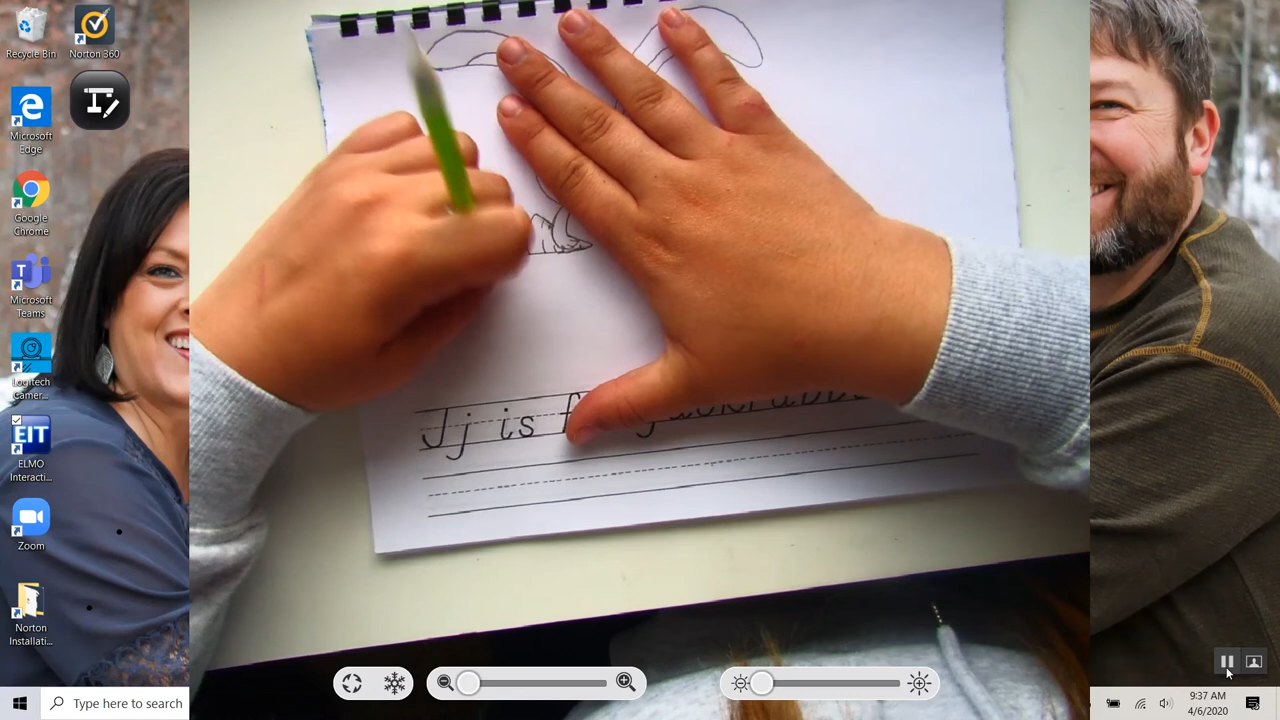 Recycle Bin
Norton 360
Microsoft Edge
Google Chrome
Microsoft Teams
Logitech Camer...
EIT
ELMO Interacti...
Zoom
Norton Installati...
Jj is
Type here to search
9:37 AM
4/6/2020